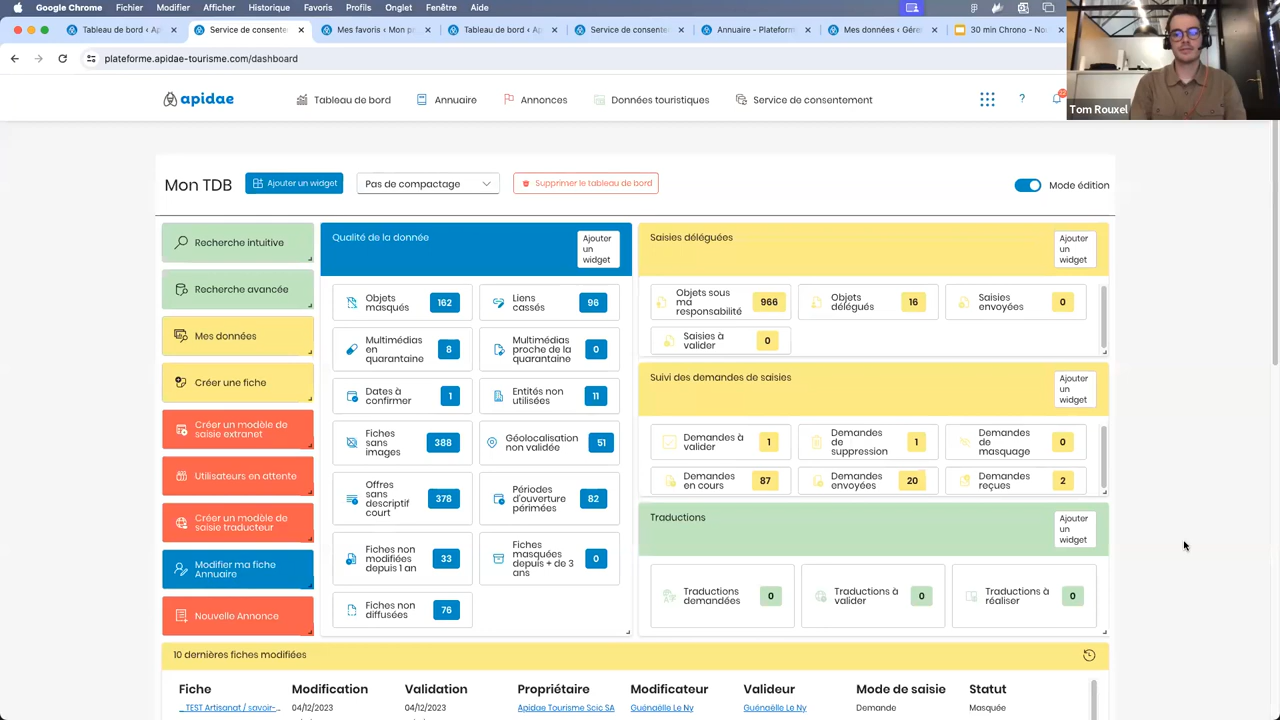 Google Chrome Fichier Modifier Afficher Historique Favoris Profils Onglet Fenêtre Aide
Tableau de bord ‹ Ap Service de consente Mes favoris ‹ Mon p Tableau de bord ‹ Ap Service de consente Annuaire - Platefor Mes données ‹ Gére 30 min Chrono - No
plateforme.apidae-tourisme.com/dashboard
apidae
Tableau de bord Annuaire Annonces Données touristiques Service de consentement ?
Tom Rouxel
Mon TDB Ajouter un widget Pas de compactage Supprimer le tableau de bord Mode édition
Recherche intuitive
Recherche avancée
Mes données
Créer une fiche
Créer un modèle de
saisie extranet
Utilisateurs en attente
Créer un modèle de
saisie traducteur
Modifier ma fiche
Annuaire
Nouvelle Annonce
Qualité de la donnée
Ajouter
un
widget
Objets
masqués
162
Liens
cassés
96
Multimédias
en
quarantaine
8
Multimédias
proche de la
quarantaine
0
Dates à
confirmer
1
Entités non
utilisées
11
Fiches
sans
images
388
Géolocalisation
non validée
51
Offres
sans
descriptif
court
378
Périodes
d'ouverture
périmées
82
Fiches non
modifiées
depuis 1 an
33
Fiches
masquées
depuis + de 3
ans
0
Fiches non
diffusées
76
Saisies déléguées
Ajouter
un
widget
Objets sous
ma
responsabilité
966
Objets
délégués
16
Saisies
envoyées
0
Saisies à
valider
0
Suivi des demandes de saisies
Ajouter
un
widget
Demandes à
valider
1
Demandes
de
suppression
1
Demandes
de
masquage
0
Demandes
en cours
87
Demandes
envoyées
20
Demandes
reçues
2
Traductions
Ajouter
un
widget
Traductions
demandées
0
Traductions à
valider
0
Traductions à
réaliser
0
10 dernières fiches modifiées
Fiche Modification Validation Propriétaire Modificateur Valideur Mode de saisie Statut
_ TEST Artisanat / savoir-... 04/12/2023 04/12/2023 Apidae Tourisme Scic SA Guénaëlle Le Ny Guénaëlle Le Ny Demande Masquée